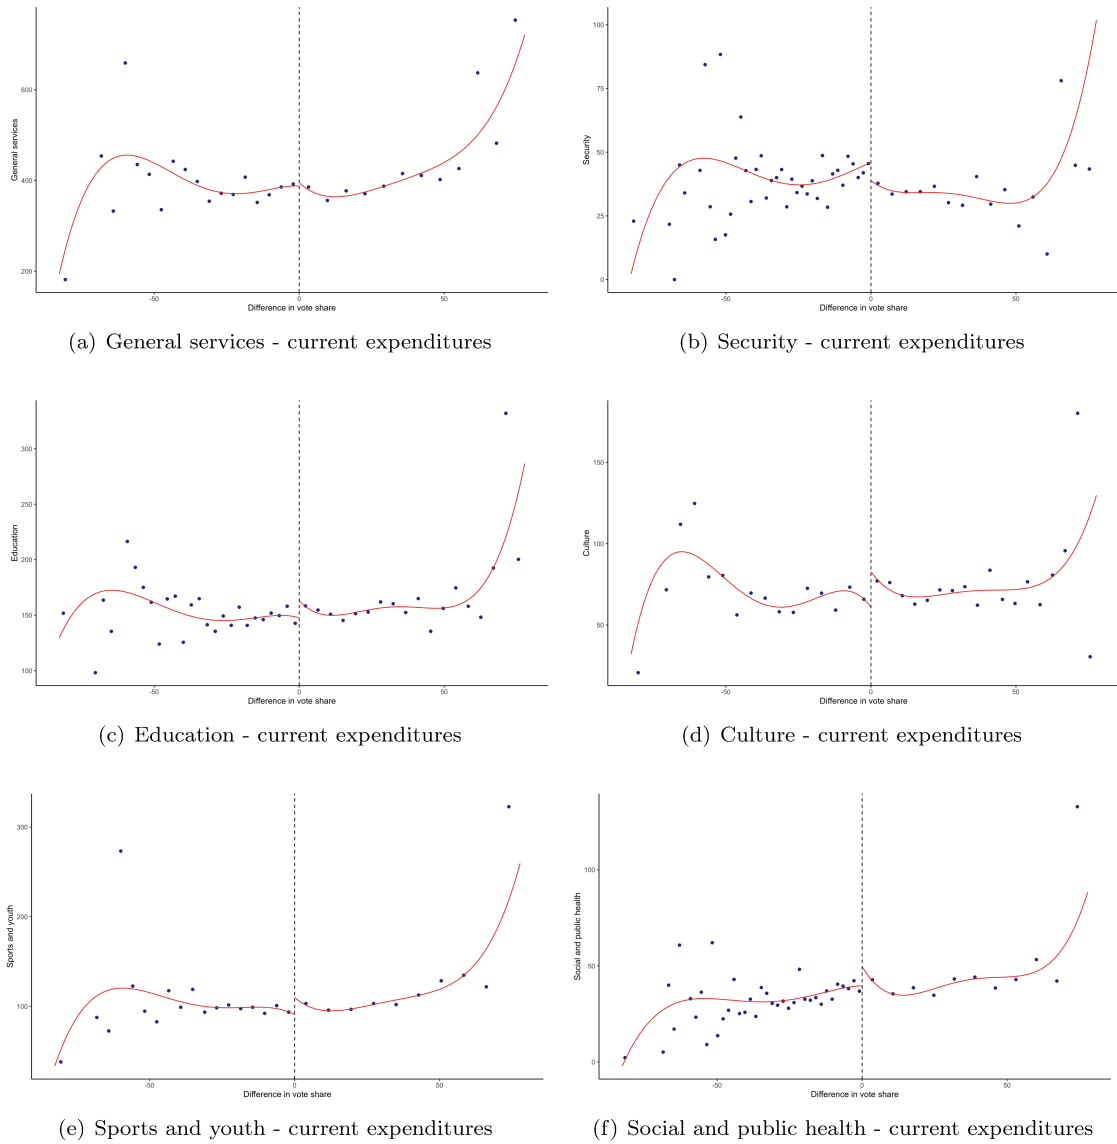 600
400
200
General services
-50
0
50
Difference in vote share
(a) General services - current expenditures
100
75
50
25
0
Security
-50
0
50
Difference in vote share
(b) Security - current expenditures
300
250
200
150
100
Education
-50
0
50
Difference in vote share
(c) Education - current expenditures
150
100
50
Culture
-50
0
50
Difference in vote share
(d) Culture - current expenditures
300
200
100
Sports and youth
-50
0
50
Difference in vote share
(e) Sports and youth - current expenditures
100
50
0
Social and public health
-50
0
50
Difference in vote share
(f) Social and public health - current expenditures